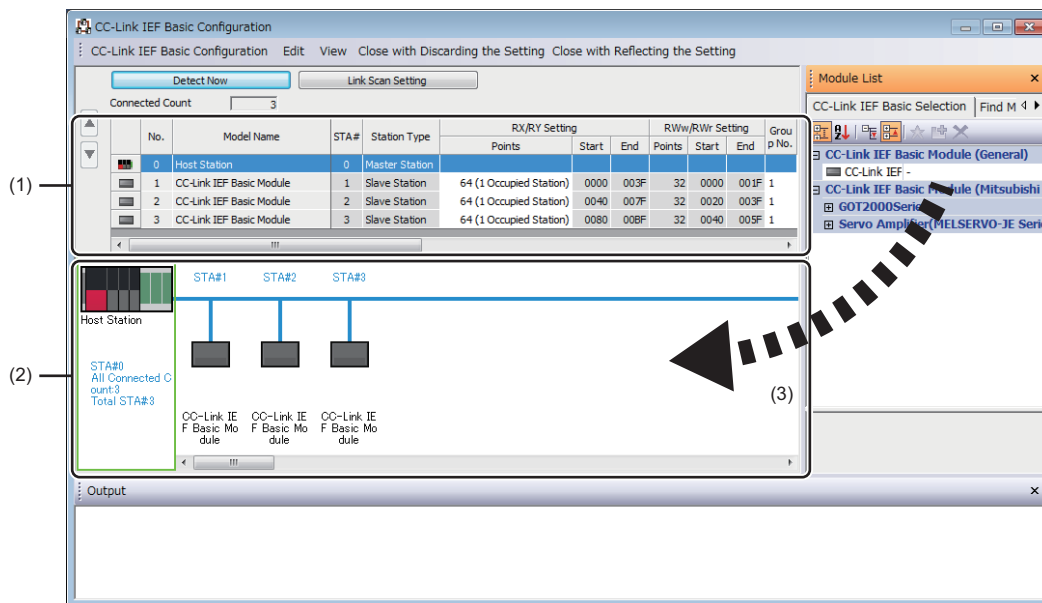 CC-Link IEF Basic Configuration
CC-Link IEF Basic Configuration Edit View Close with Discarding the Setting Close with Reflecting the Setting
Detect Now Link Scan Setting
Connected Count 3
No. Model Name STA# Station Type RX/RY Setting RWw/RWr Setting Grou
p No.
Points Start End Points Start End
0 Host Station 0 Master Station
1 CC-Link IEF Basic Module 1 Slave Station 64 (1 Occupied Station) 0000 003F 32 0000 001F 1
2 CC-Link IEF Basic Module 2 Slave Station 64 (1 Occupied Station) 0040 007F 32 0020 003F 1
3 CC-Link IEF Basic Module 3 Slave Station 64 (1 Occupied Station) 0080 00BF 32 0040 005F 1
(1)
STA#1 STA#2 STA#3
Host Station
STA#0
All Connected C
ount:3
Total STA#3
CC-Link IE
F Basic Mo
dule
CC-Link IE
F Basic Mo
dule
CC-Link IE
F Basic Mo
dule
(2)
(3)
Module List
CC-Link IEF Basic Selection Find M
CC-Link IEF Basic Module (General)
CC-Link IEF -
CC-Link IEF Basic Module (Mitsubishi
GOT2000Series
Servo Amplifier(MELSERVO-JE Seri
Output